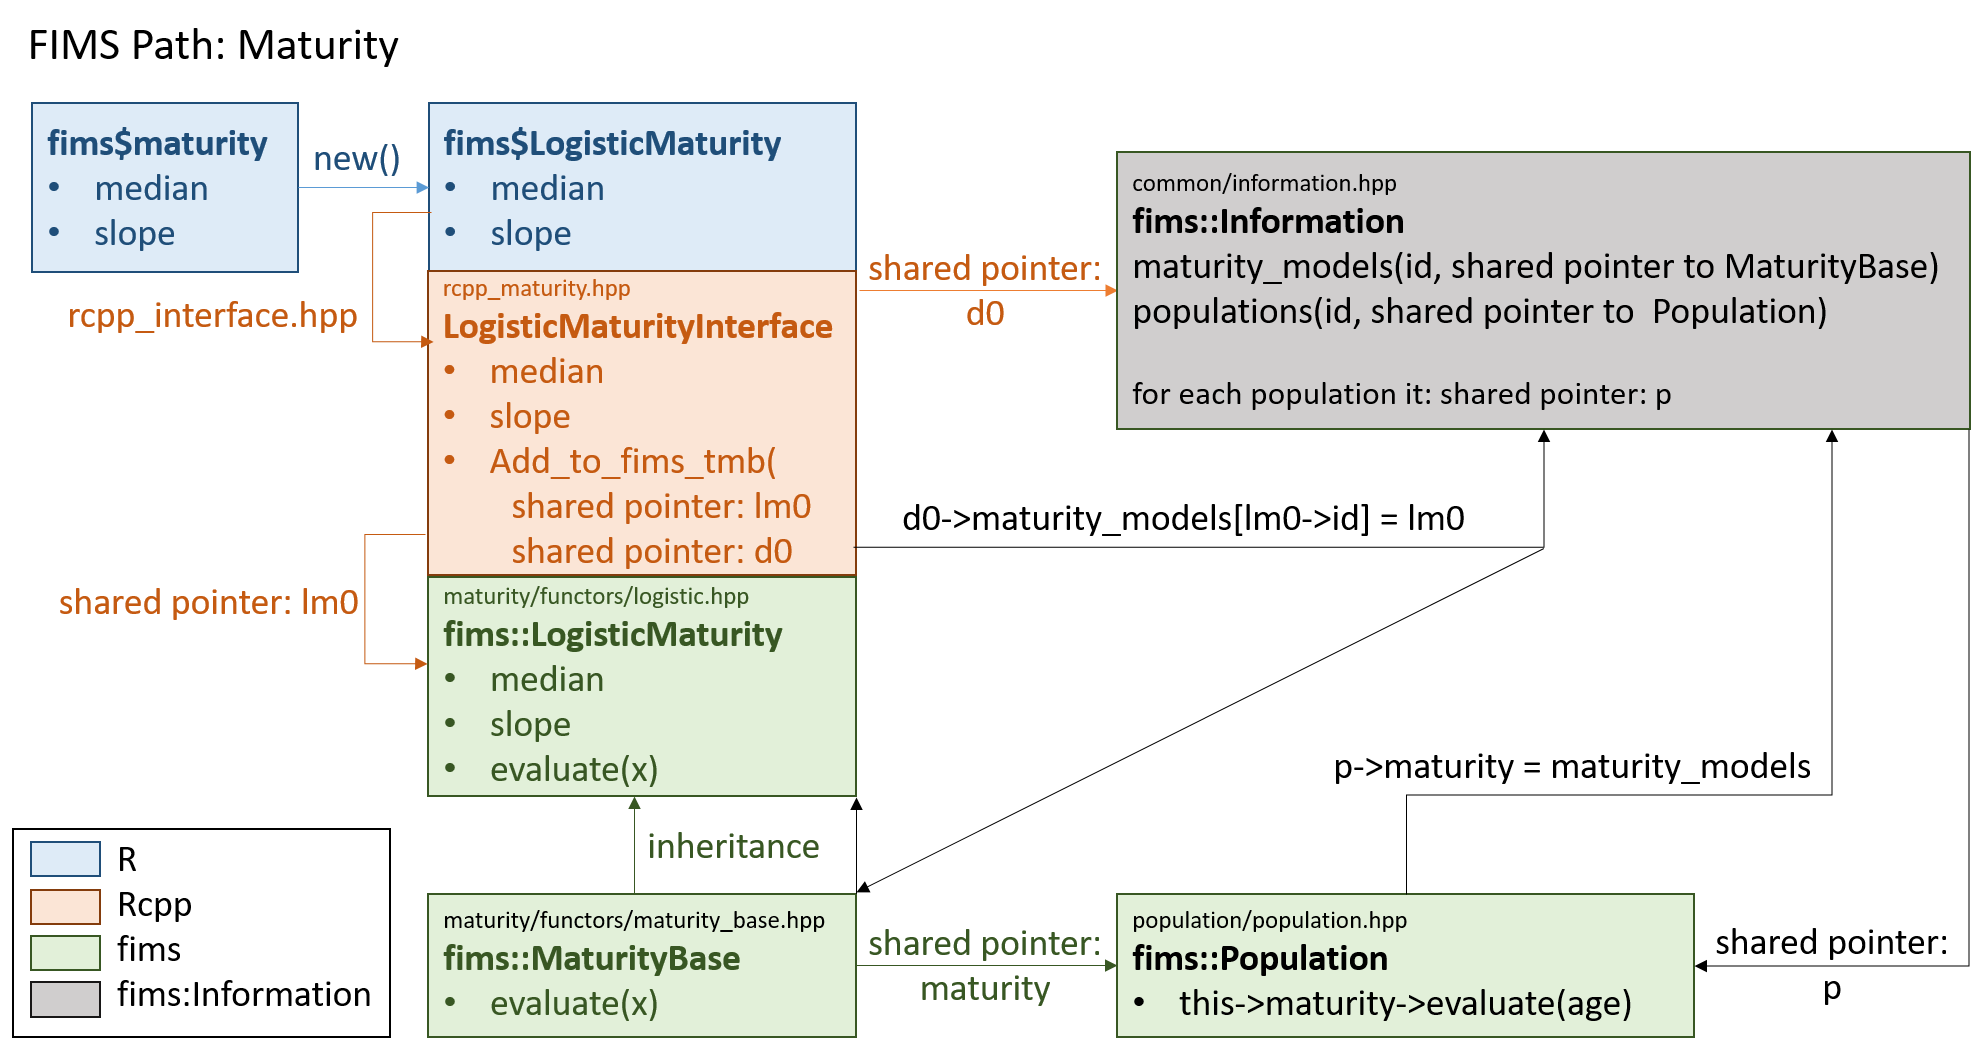 FIMS Path: Maturity
fims$maturity
• median
• slope
new()
fims$LogisticMaturity
• median
• slope
rcpp_interface.hpp
rcpp_maturity.hpp
LogisticMaturityInterface
• median
• slope
• Add_to_fims_tmb(
shared pointer: lm0
shared pointer: d0
shared pointer: lm0
maturity/functors/logistic.hpp
fims::LogisticMaturity
• median
• slope
• evaluate(x)
inheritance
maturity/functors/maturity_base.hpp
fims::MaturityBase
• evaluate(x)
shared pointer:
d0
common/information.hpp
fims::Information
maturity_models(id, shared pointer to MaturityBase)
populations(id, shared pointer to  Population)
for each population it: shared pointer: p
d0->maturity_models[lm0->id] = lm0
p->maturity = maturity_models
shared pointer:
maturity
population/population.hpp
fims::Population
• this->maturity->evaluate(age)
shared pointer:
p
R
Rcpp
fims
fims:Information